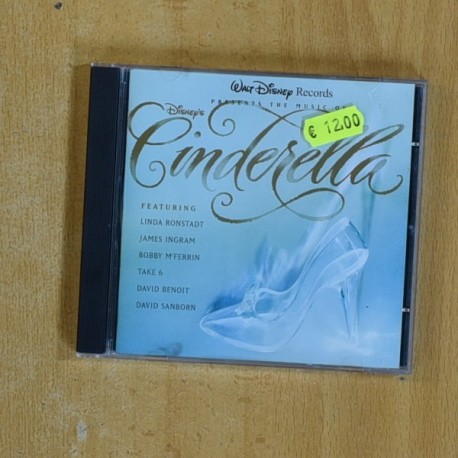 WALT DISNEY Records
PRESENTS THE MUSIC OF
DISNEY'S
Cinderella
€ 12,00
FEATURING
LINDA RONSTADT
JAMES INGRAM
BOBBY McFERRIN
TAKE 6
DAVID BENOIT
DAVID SANBORN